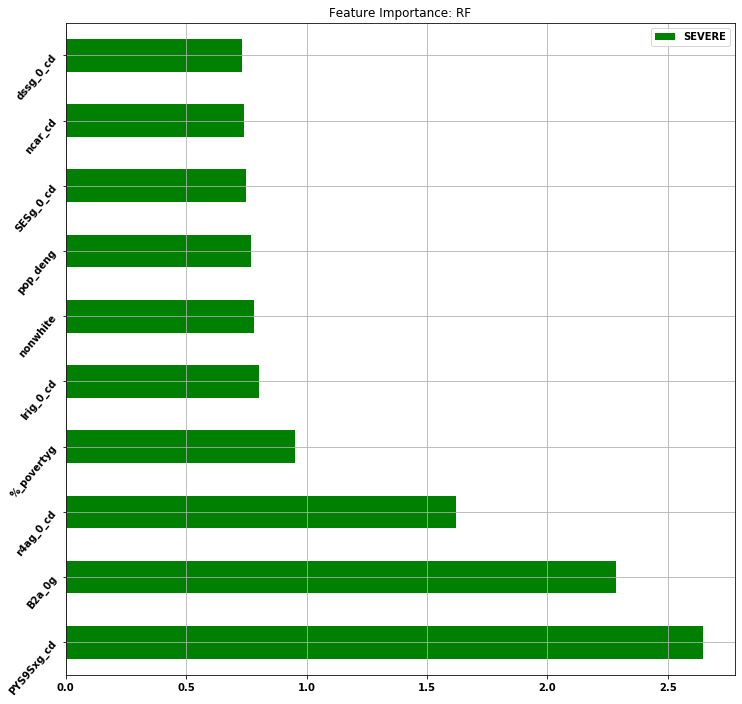 Feature Importance: RF
SEVERE
dssg_0_cd
ncar_cd
SESg_0_cd
pop_deng
nonwhite
lrig_0_cd
%_povertyg
r4ag_0_cd
B2a_0g
PYS9Sxg_cd
0.0 0.5 1.0 1.5 2.0 2.5